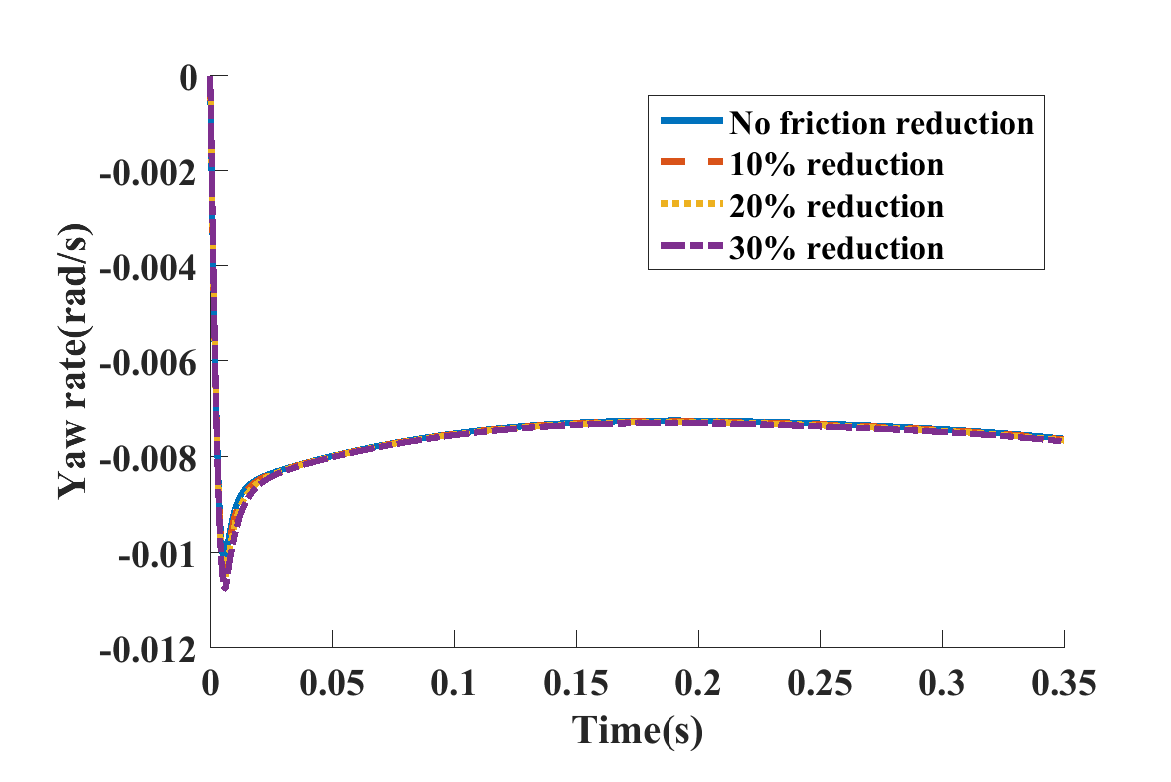 0
-0.002
-0.004
-0.006
-0.008
-0.01
-0.012
Yaw rate(rad/s)
No friction reduction
10% reduction
20% reduction
30% reduction
0 0.05 0.1 0.15 0.2 0.25 0.3 0.35
Time(s)